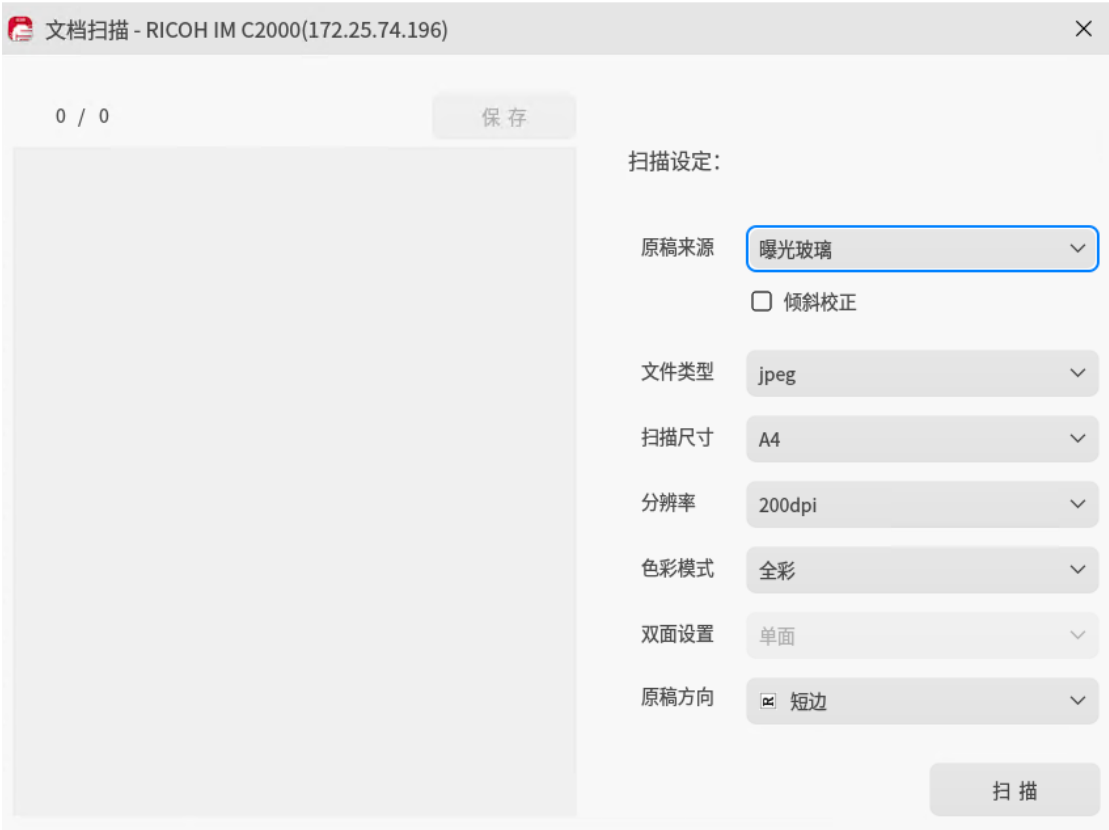 文档扫描 - RICOH IM C2000(172.25.74.196)
0 / 0
保存
扫描设定:
原稿来源 曝光玻璃
倾斜校正
文件类型 jpeg
扫描尺寸 A4
分辨率 200dpi
色彩模式 全彩
双面设置 单面
原稿方向 R 短边
扫描